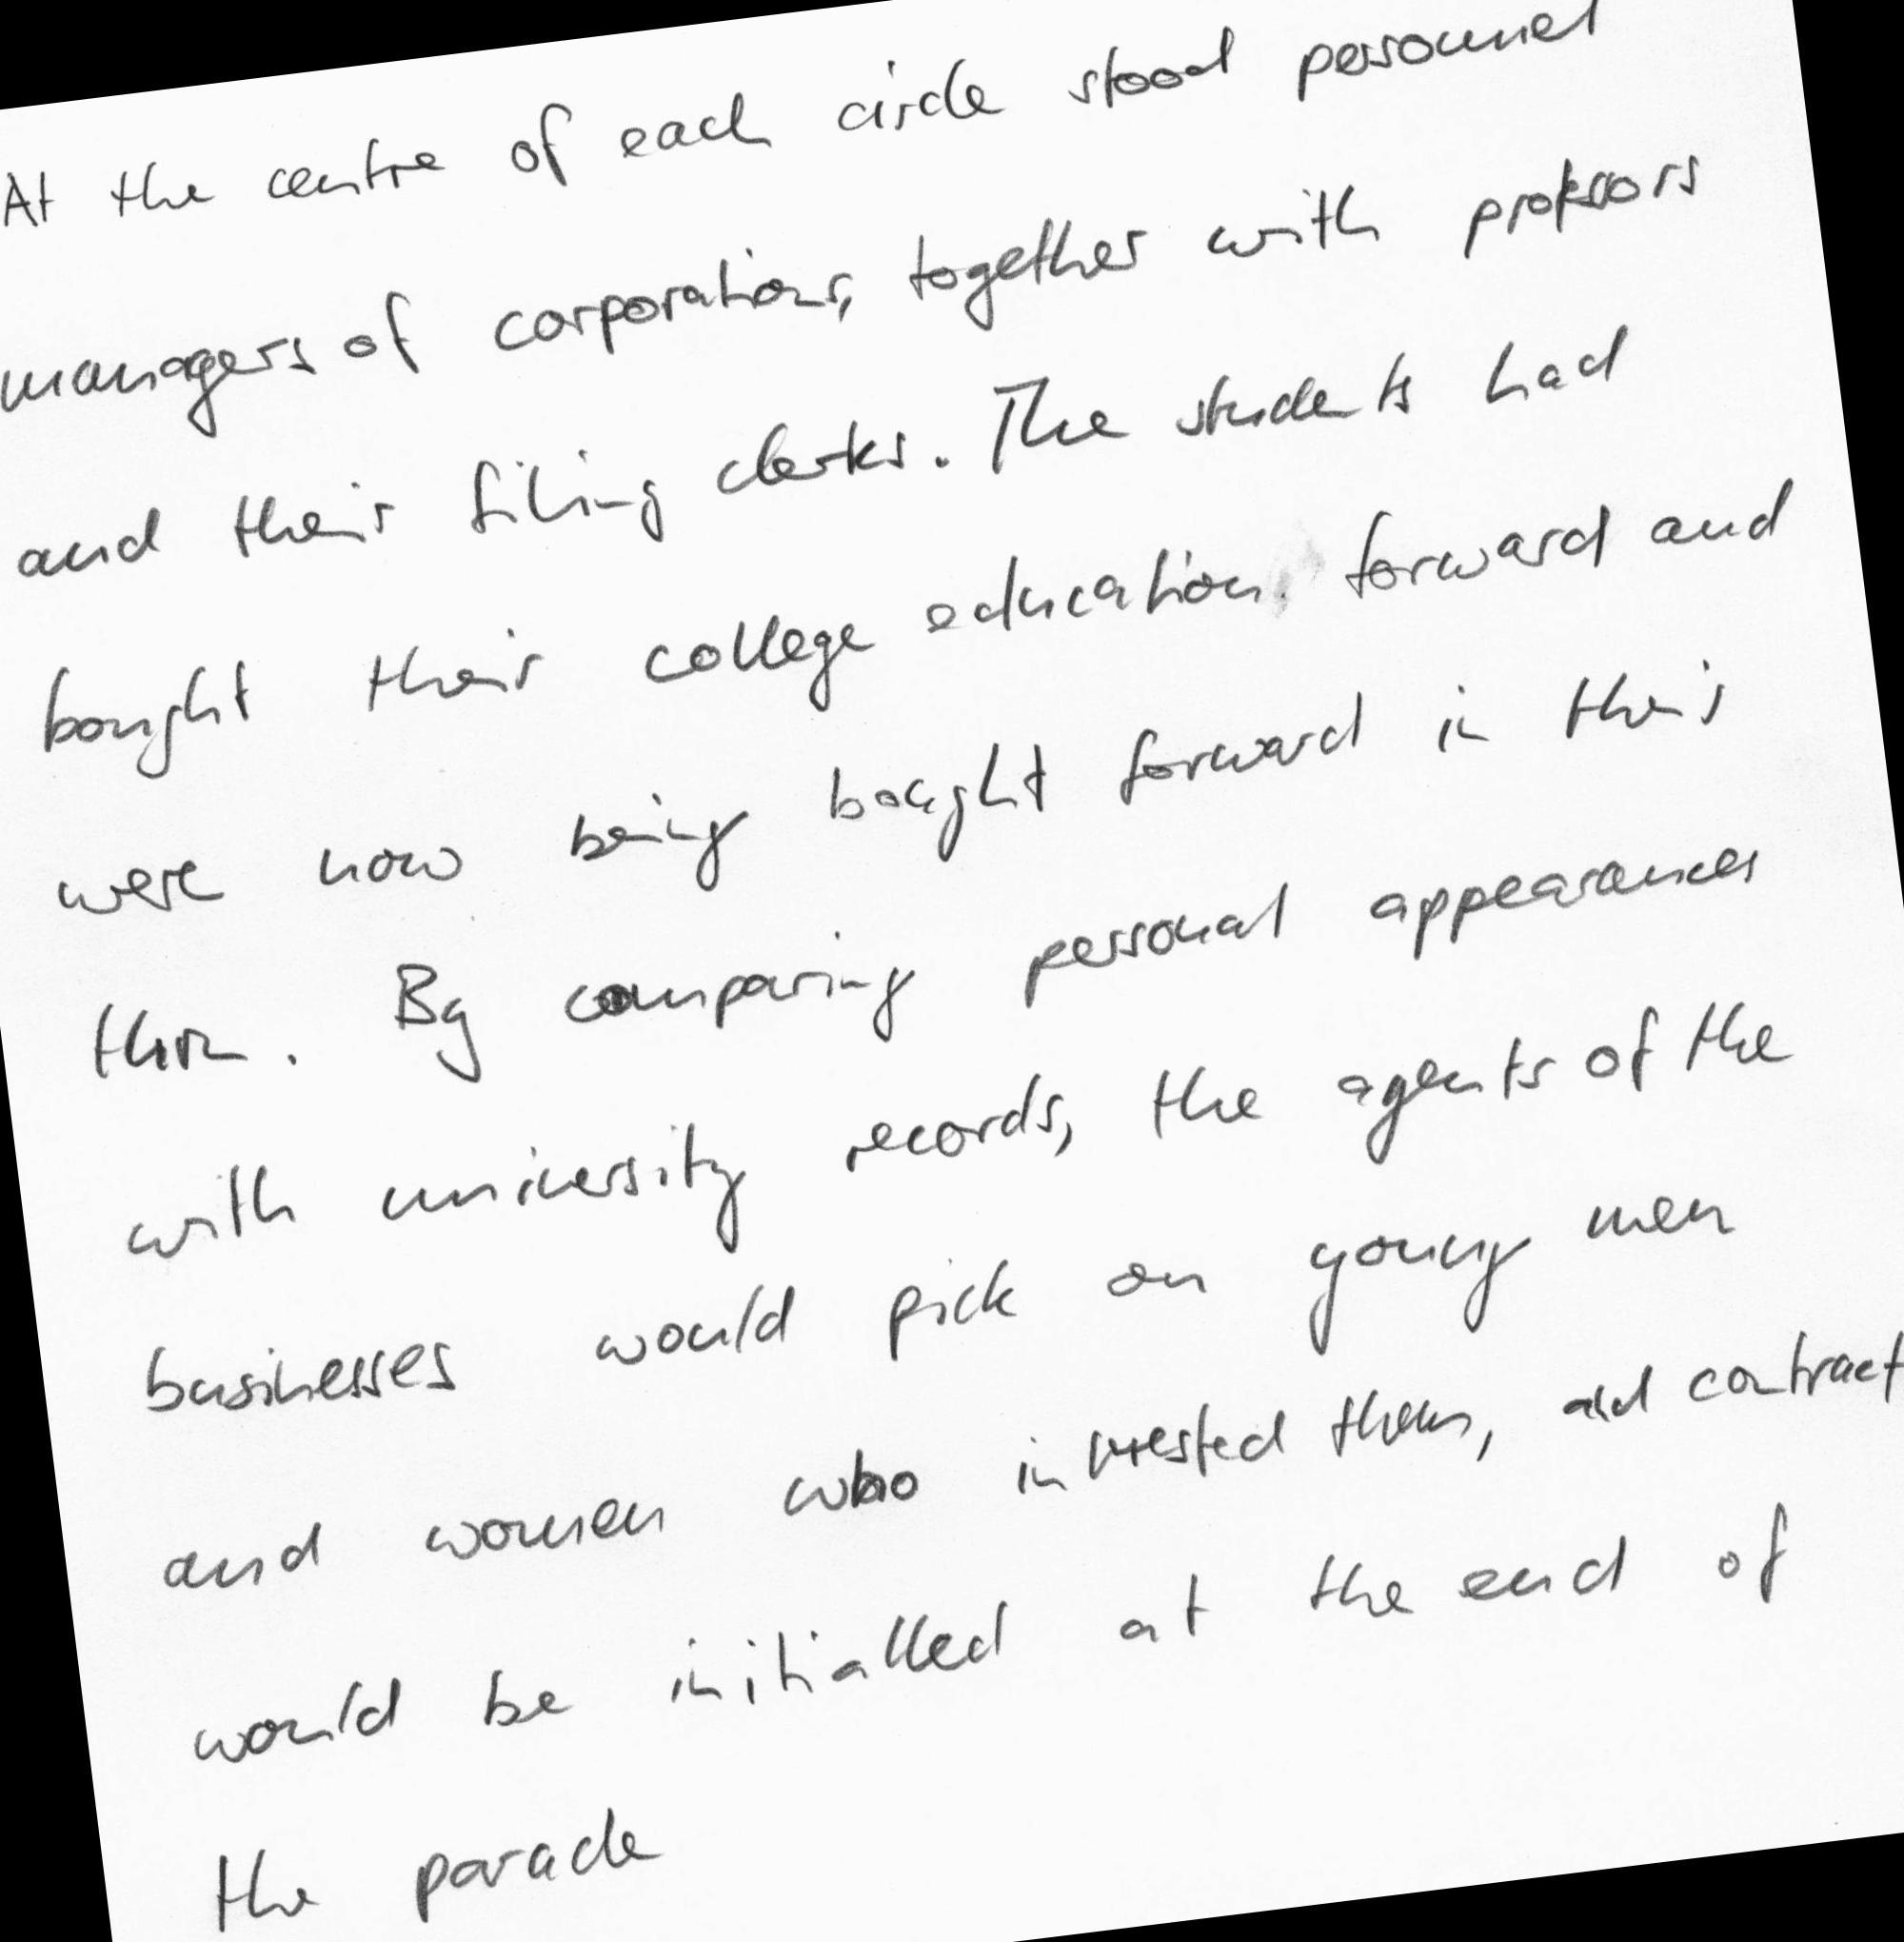 At the centre of each circle stood personnel
managers of corporations, together with professors
and their filing clerks. The students had
bought their college education forward and
were now being bought forward in their
turn. By comparing personal appearances
with university records, the agents of the
businesses would pick on young men
and women who interested them, and contract
would be initialled at the end of
the parade